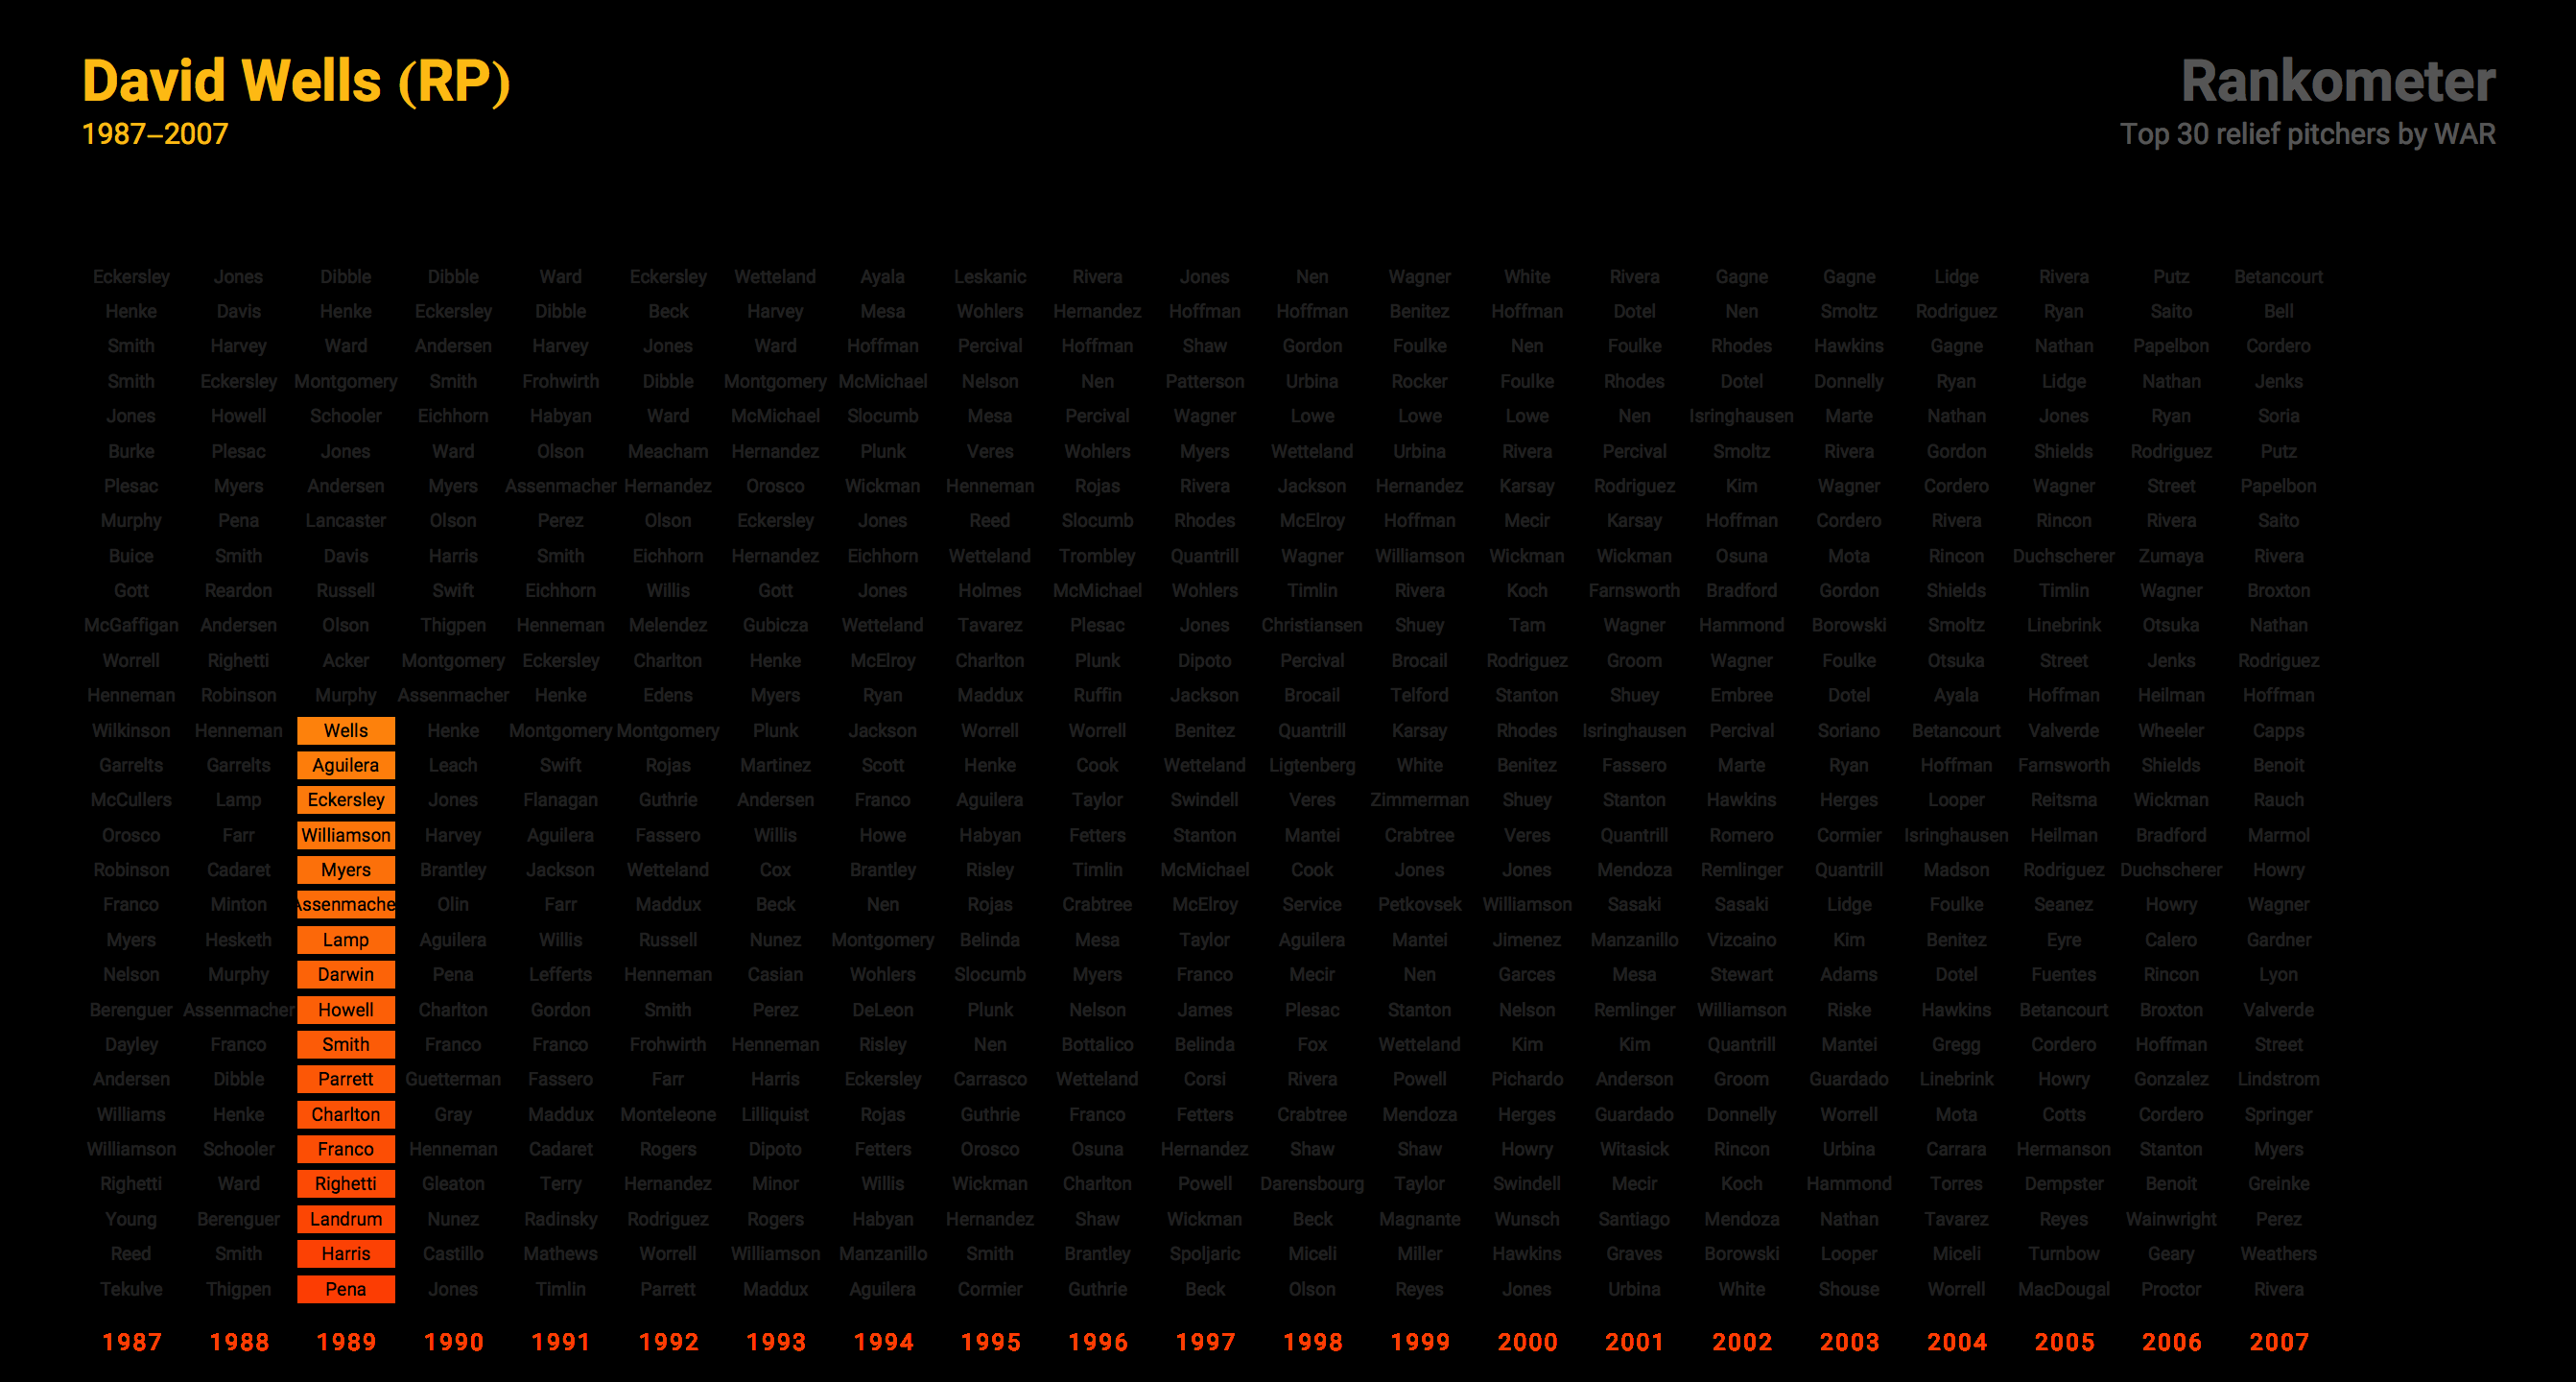 David Wells (RP)
1987–2007
Rankometer
Top 30 relief pitchers by WAR
Eckersley Jones Dibble Dibble Ward Eckersley Wetteland Ayala Leskanic Rivera Jones Nen Wagner White Rivera Gagne Gagne Lidge Rivera Putz Betancourt
Henke Davis Henke Eckersley Dibble Beck Harvey Mesa Wohlers Hernandez Hoffman Hoffman Benitez Hoffman Dotel Nen Smoltz Rodriguez Ryan Saito Bell
Smith Harvey Ward Andersen Harvey Jones Ward Hoffman Percival Hoffman Shaw Gordon Foulke Nen Foulke Rhodes Hawkins Gagne Nathan Papelbon Cordero
Smith Eckersley Montgomery Smith Frohwirth Dibble Montgomery McMichael Nelson Nen Patterson Urbina Rocker Foulke Rhodes Dotel Donnelly Ryan Lidge Nathan Jenks
Jones Howell Schooler Eichhorn Habyan Ward McMichael Slocumb Mesa Percival Wagner Lowe Lowe Lowe Nen Isringhausen Marte Nathan Jones Ryan Soria
Burke Plesac Jones Ward Olson Meacham Hernandez Plunk Veres Wohlers Myers Wetteland Urbina Rivera Percival Smoltz Rivera Gordon Shields Rodriguez Putz
Plesac Myers Andersen Myers Assenmacher Hernandez Orosco Wickman Henneman Rojas Rivera Jackson Hernandez Karsay Rodriguez Kim Wagner Cordero Wagner Street Papelbon
Murphy Pena Lancaster Olson Perez Olson Eckersley Jones Reed Slocumb Rhodes McElroy Hoffman Mecir Karsay Hoffman Cordero Rivera Rincon Rivera Saito
Buice Smith Davis Harris Smith Eichhorn Hernandez Eichhorn Wetteland Trombley Quantrill Wagner Williamson Wickman Wickman Osuna Mota Rincon Duchscherer Zumaya Rivera
Gott Reardon Russell Swift Eichhorn Willis Gott Jones Holmes McMichael Wohlers Timlin Rivera Koch Farnsworth Bradford Gordon Shields Timlin Wagner Broxton
McGaffigan Andersen Olson Thigpen Henneman Melendez Gubicza Wetteland Tavarez Plesac Jones Christiansen Shuey Tam Wagner Hammond Borowski Smoltz Linebrink Otsuka Nathan
Worrell Righetti Acker Montgomery Eckersley Charlton Henke McElroy Charlton Plunk Dipoto Percival Brocail Rodriguez Groom Wagner Foulke Otsuka Street Jenks Rodriguez
Henneman Robinson Murphy Assenmacher Henke Edens Myers Ryan Maddux Ruffin Jackson Brocail Telford Stanton Shuey Embree Dotel Ayala Hoffman Heilman Hoffman
Wilkinson Henneman Wells Henke Montgomery Montgomery Plunk Jackson Worrell Worrell Benitez Quantrill Karsay Rhodes Isringhausen Percival Soriano Betancourt Valverde Wheeler Capps
Garrelts Garrelts Aguilera Leach Swift Rojas Martinez Scott Henke Cook Wetteland Ligtenberg White Benitez Fassero Marte Ryan Hoffman Farnsworth Shields Benoit
McCullers Lamp Eckersley Jones Flanagan Guthrie Andersen Franco Aguilera Taylor Swindell Veres Zimmerman Shuey Stanton Hawkins Herges Looper Reitsma Wickman Rauch
Orosco Farr Williamson Harvey Aguilera Fassero Willis Howe Habyan Fetters Stanton Mantei Crabtree Veres Quantrill Romero Cormier Isringhausen Heilman Bradford Marmol
Robinson Cadaret Myers Brantley Jackson Wetteland Cox Brantley Risley Timlin McMichael Cook Jones Jones Mendoza Remlinger Quantrill Madson Rodriguez Duchscherer Howry
Franco Minton Assenmache Olin Farr Maddux Beck Nen Rojas Crabtree McElroy Service Petkovsek Williamson Sasaki Sasaki Lidge Foulke Seanez Howry Wagner
Myers Hesketh Lamp Aguilera Willis Russell Nunez Montgomery Belinda Mesa Taylor Aguilera Mantei Jimenez Manzanillo Vizcaino Kim Benitez Eyre Calero Gardner
Nelson Murphy Darwin Pena Lefferts Henneman Casian Wohlers Slocumb Myers Franco Mecir Nen Garces Mesa Stewart Adams Dotel Fuentes Rincon Lyon
Berenguer Assenmacher Howell Charlton Gordon Smith Perez DeLeon Plunk Nelson James Plesac Stanton Nelson Remlinger Williamson Riske Hawkins Betancourt Broxton Valverde
Dayley Franco Smith Franco Franco Frohwirth Henneman Risley Nen Bottalico Belinda Fox Wetteland Kim Kim Quantrill Mantei Gregg Cordero Hoffman Street
Andersen Dibble Parrett Guetterman Fassero Farr Harris Eckersley Carrasco Wetteland Corsi Rivera Powell Pichardo Anderson Groom Guardado Linebrink Howry Gonzalez Lindstrom
Williams Henke Charlton Gray Maddux Monteleone Lilliquist Rojas Guthrie Franco Fetters Crabtree Mendoza Herges Guardado Donnelly Worrell Mota Cotts Cordero Springer
Williamson Schooler Franco Henneman Cadaret Rogers Dipoto Fetters Orosco Osuna Hernandez Shaw Shaw Howry Witasick Rincon Urbina Carrara Hermanson Stanton Myers
Righetti Ward Righetti Gleaton Terry Hernandez Minor Willis Wickman Charlton Powell Darensbourg Taylor Swindell Mecir Koch Hammond Torres Dempster Benoit Greinke
Young Berenguer Landrum Nunez Radinsky Rodriguez Rogers Habyan Hernandez Shaw Wickman Beck Magnante Wunsch Santiago Mendoza Nathan Tavarez Reyes Wainwright Perez
Reed Smith Harris Castillo Mathews Worrell Williamson Manzanillo Smith Brantley Spoljaric Miceli Miller Hawkins Graves Borowski Looper Miceli Turnbow Geary Weathers
Tekulve Thigpen Pena Jones Timlin Parrett Maddux Aguilera Cormier Guthrie Beck Olson Reyes Jones Urbina White Shouse Worrell MacDougal Proctor Rivera
1987 1988 1989 1990 1991 1992 1993 1994 1995 1996 1997 1998 1999 2000 2001 2002 2003 2004 2005 2006 2007